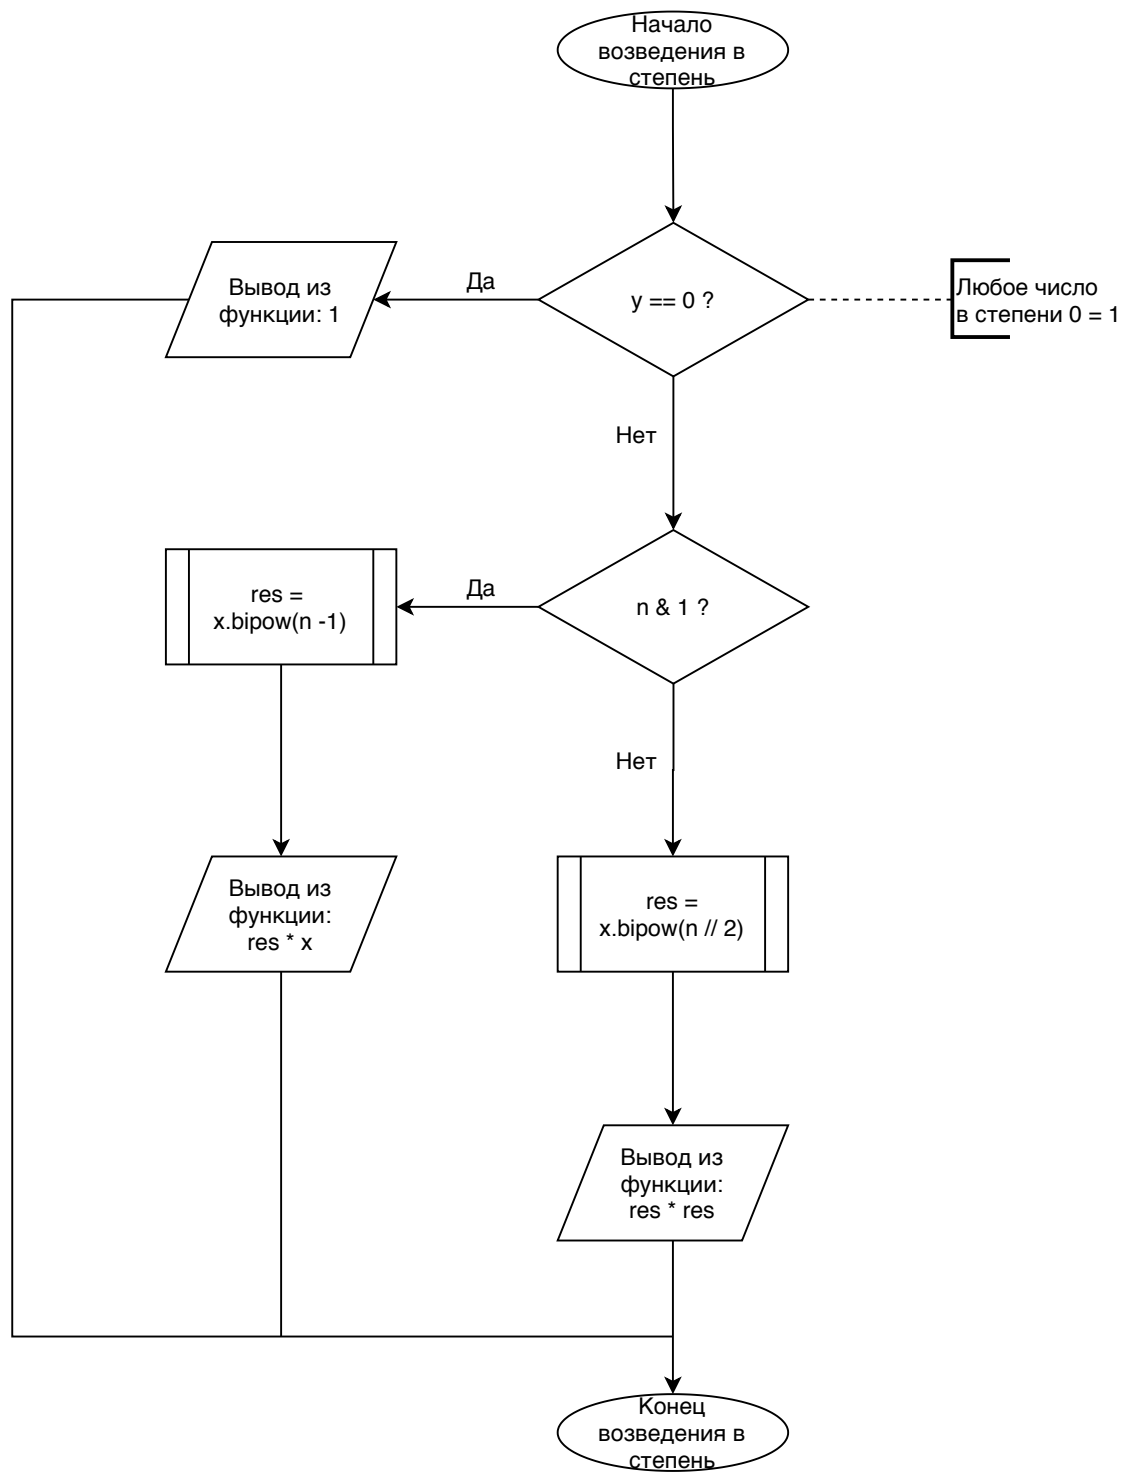 Начало
возведения в
степень
Да
Вывод из
функции: 1
y == 0 ?
Любое число
в степени 0 = 1
Нет
res =
x.bipow(n -1)
Да
n & 1 ?
Нет
Вывод из
функции:
res * x
res =
x.bipow(n // 2)
Вывод из
функции:
res * res
Конец
возведения в
степень